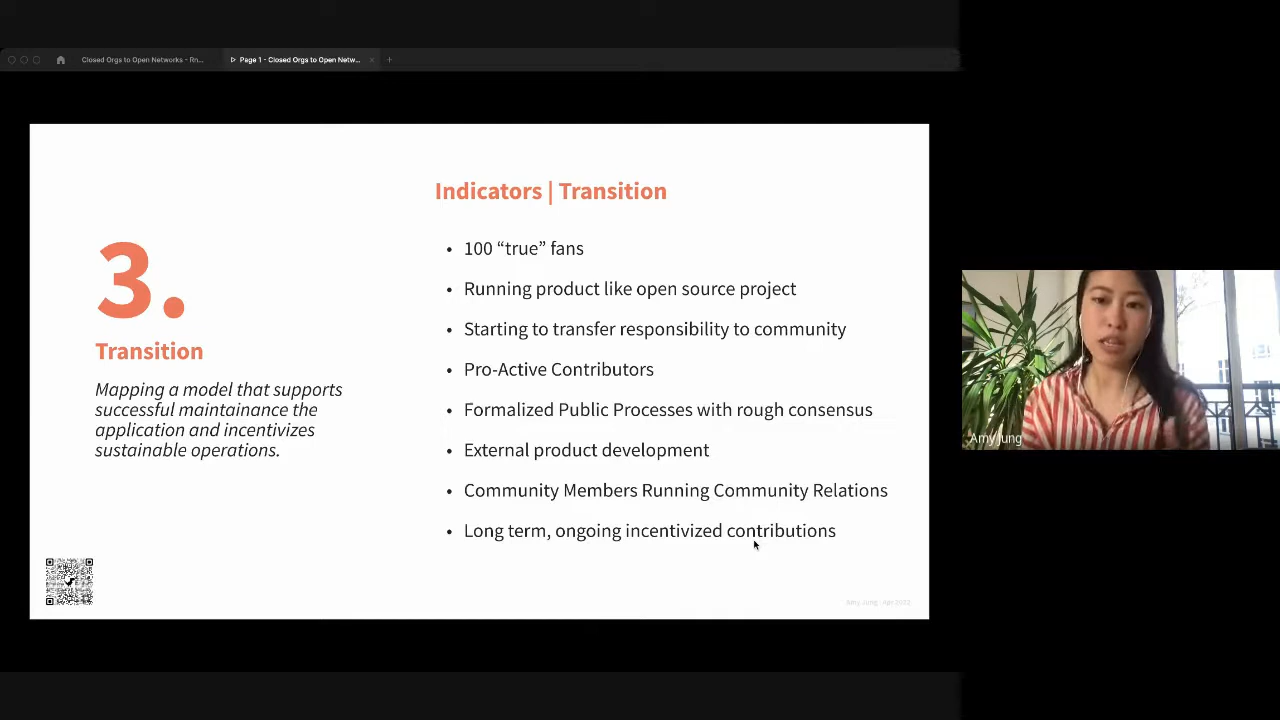 Closed Orgs to Open Networks - Rn...
Page 1 - Closed Orgs to Open Netw...
3.
Transition
Mapping a model that supports
successful maintainance the
application and incentivizes
sustainable operations.
Indicators | Transition
• 100 “true” fans
• Running product like open source project
• Starting to transfer responsibility to community
• Pro-Active Contributors
• Formalized Public Processes with rough consensus
• External product development
• Community Members Running Community Relations
• Long term, ongoing incentivized contributions
Amy Jung